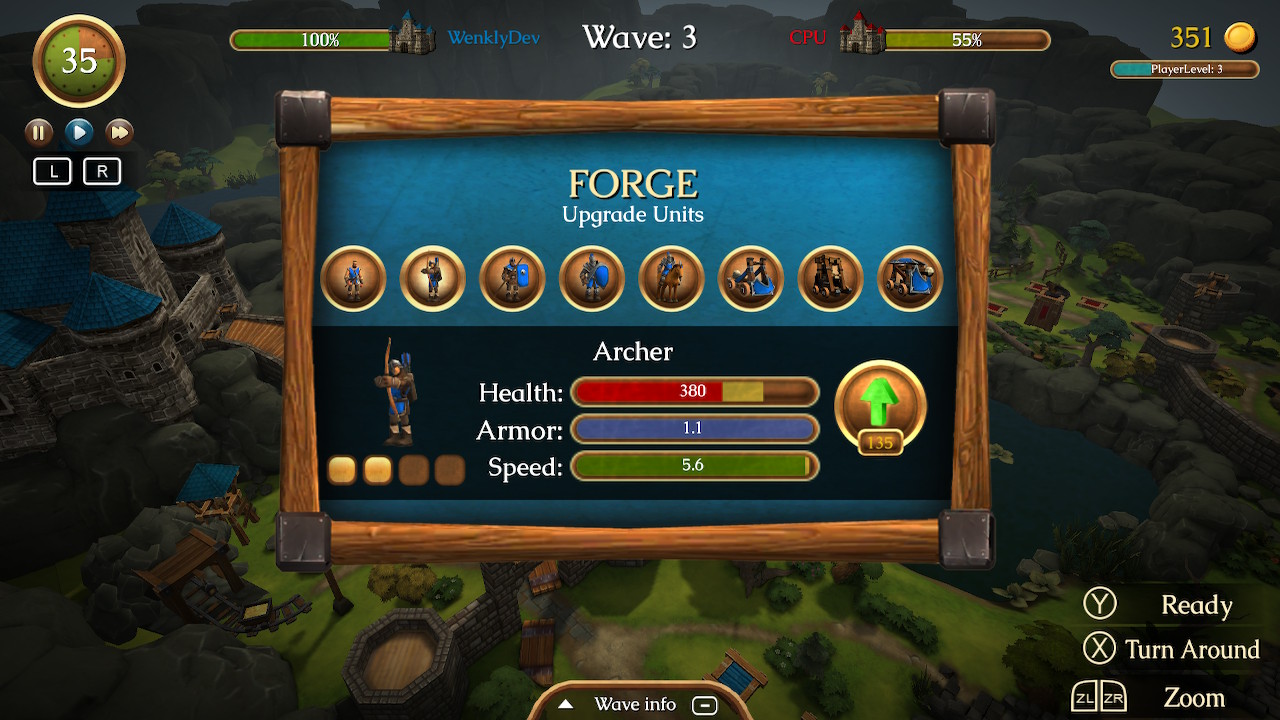 35
100%
WenklyDev
Wave: 3
CPU
55%
351
PlayerLevel: 3
L
R
FORGE
Upgrade Units
Archer
Health: 380
Armor: 1.1
Speed: 5.6
135
Y Ready
X Turn Around
ZL ZR Zoom
Wave info